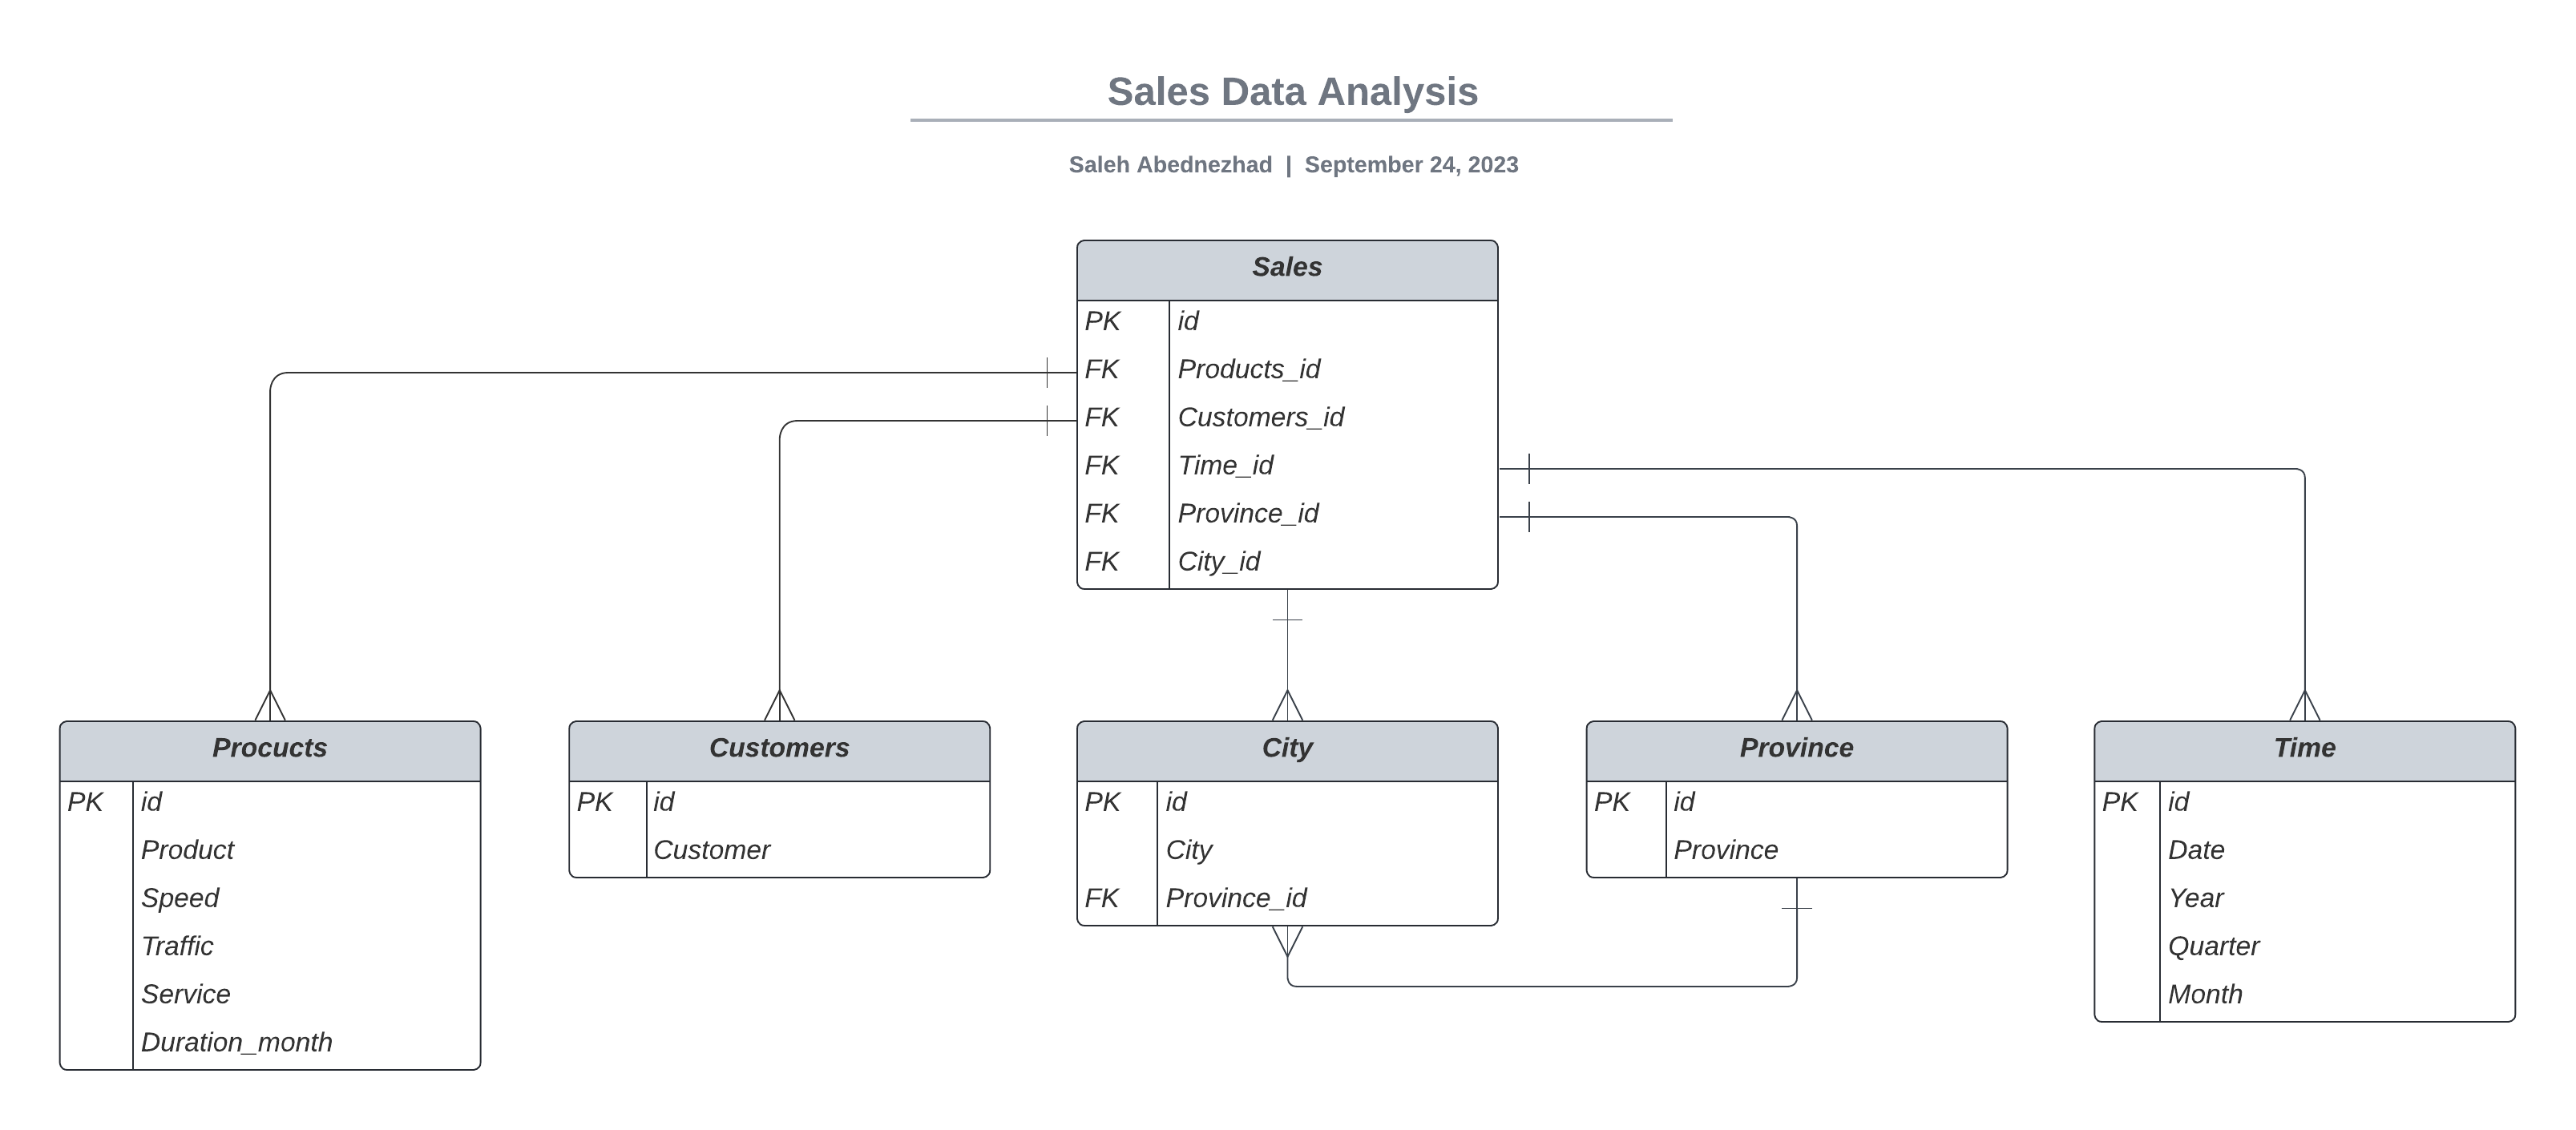 Sales Data Analysis
Saleh Abednezhad | September 24, 2023
Sales
PK id
FK Products_id
FK Customers_id
FK Time_id
FK Province_id
FK City_id
Procucts
PK id
Product
Speed
Traffic
Service
Duration_month
Customers
PK id
Customer
City
PK id
City
FK Province_id
Province
PK id
Province
Time
PK id
Date
Year
Quarter
Month